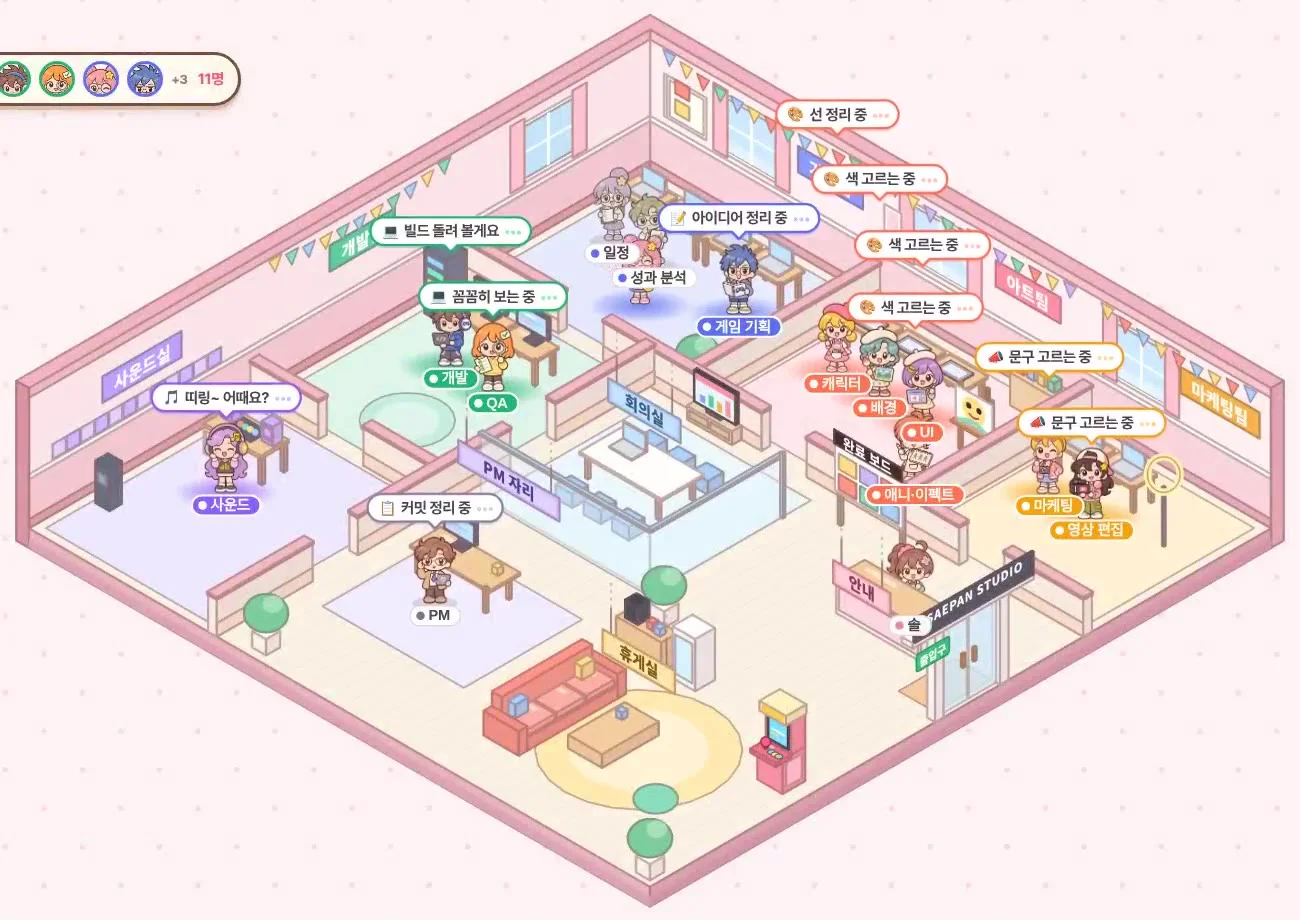 +3 11명
선 정리 중
색 고르는 중
아이디어 정리 중
빌드 돌려 볼게요
개발
색 고르는 중
일정
성과 분석
아트팀
꼼꼼히 보는 중
색 고르는 중
게임 기획
사운드실
문구 고르는 중
개발
캐릭터
마케팅팀
띠링~ 어때요?
QA
회의실
배경
문구 고르는 중
UI
완료 보드
PM 자리
사운드
커밋 정리 중
애니·이펙트
마케팅
영상 편집
안내
SAEPAN STUDIO
PM
솔
출입구
휴게실